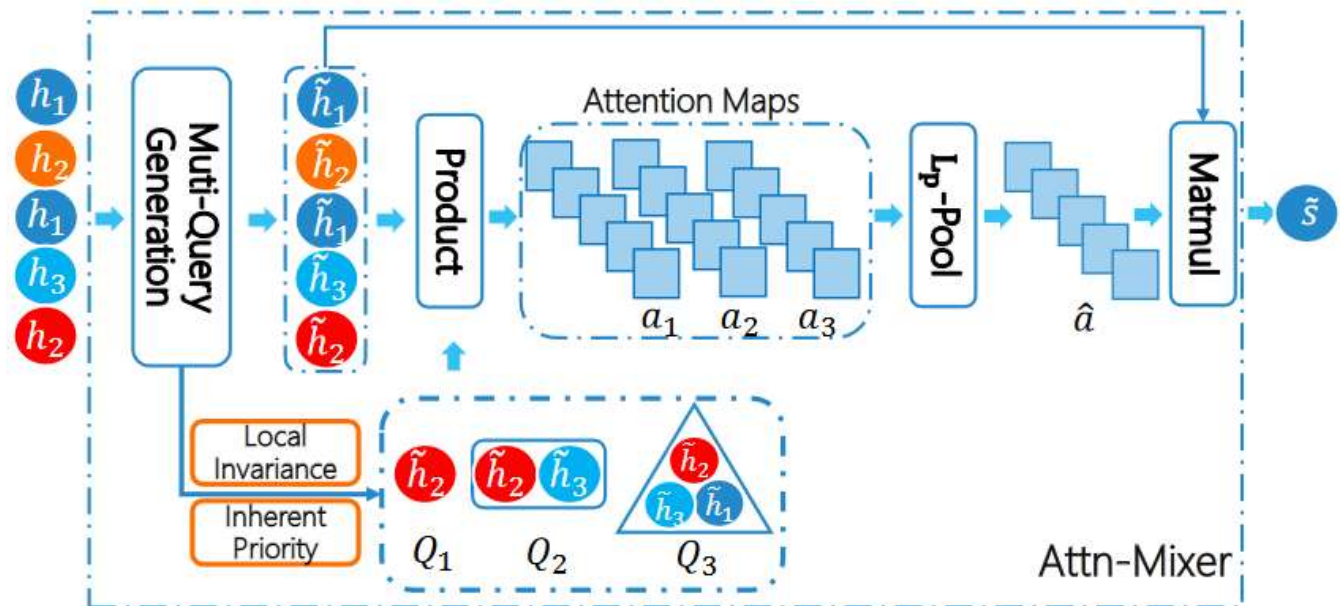 h₁
h₂
h₁
h₃
h₂
Muti-Query
Generation
h̃₁
h̃₂
h̃₁
h̃₃
h̃₂
Product
Attention Maps
a₁ a₂ a₃
Lₚ-Pool
â
Matmul
s̃
Local
Invariance
Inherent
Priority
h̃₂ h̃₂ h̃₃ h̃₂
h̃₃ h̃₁
Q₁ Q₂ Q₃
Attn-Mixer